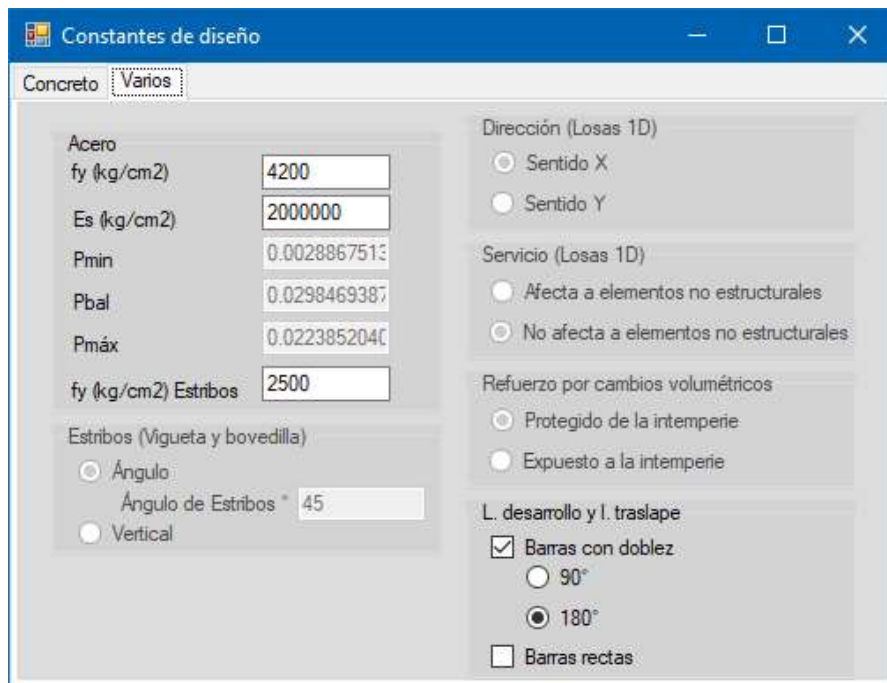 Constantes de diseño
Concreto Varios
Acero
fy (kg/cm2) 4200
Es (kg/cm2) 2000000
Pmin 0.0028867513
Pbal 0.0298469387
Pmáx 0.022385204
fy (kg/cm2) Estribos 2500
Estribos (Vigueta y bovedilla)
Ángulo
Ángulo de Estribos ° 45
Vertical
Dirección (Losas 1D)
Sentido X
Sentido Y
Servicio (Losas 1D)
Afecta a elementos no estructurales
No afecta a elementos no estructurales
Refuerzo por cambios volumétricos
Protegido de la intemperie
Expuesto a la intemperie
L. desarrollo y l. traslape
Barras con doblez
90°
180°
Barras rectas